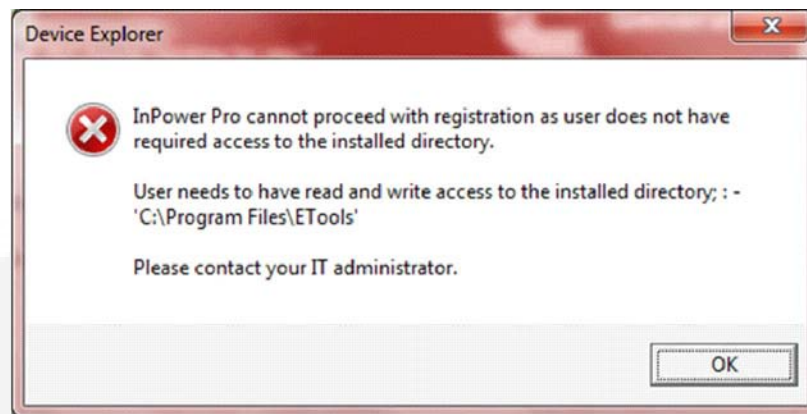 Device Explorer
InPower Pro cannot proceed with registration as user does not have
required access to the installed directory.
User needs to have read and write access to the installed directory; : -
'C:\Program Files\ETools'
Please contact your IT administrator.
OK